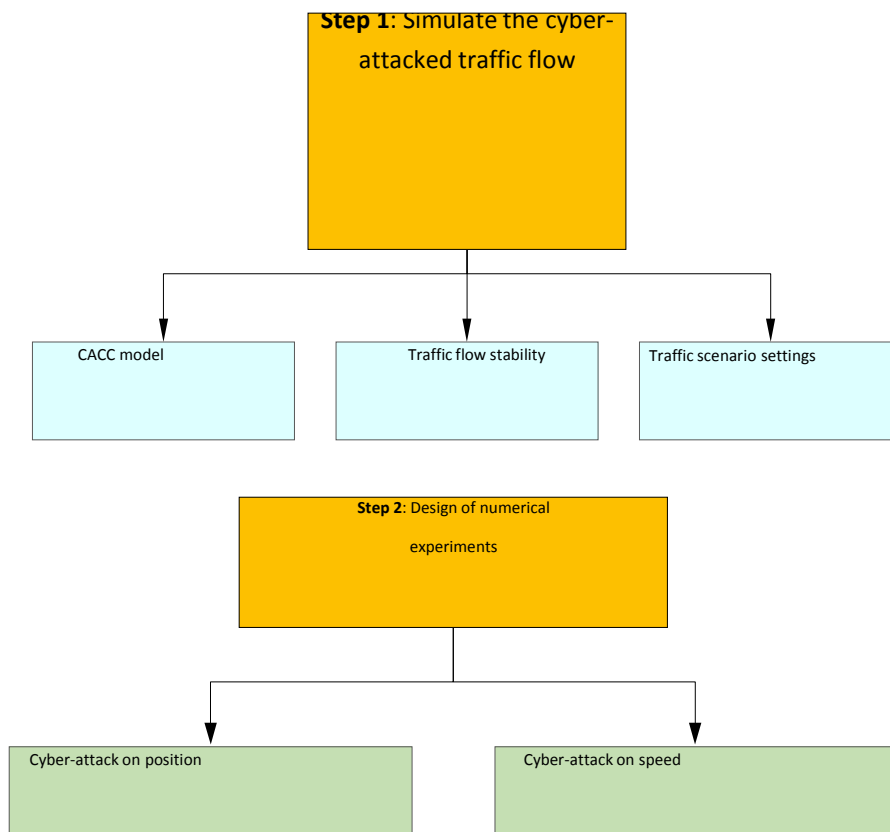 Step 1: Simulate the cyber-
attacked traffic flow
CACC model
Traffic flow stability
Traffic scenario settings
Step 2: Design of numerical
experiments
Cyber-attack on position
Cyber-attack on speed